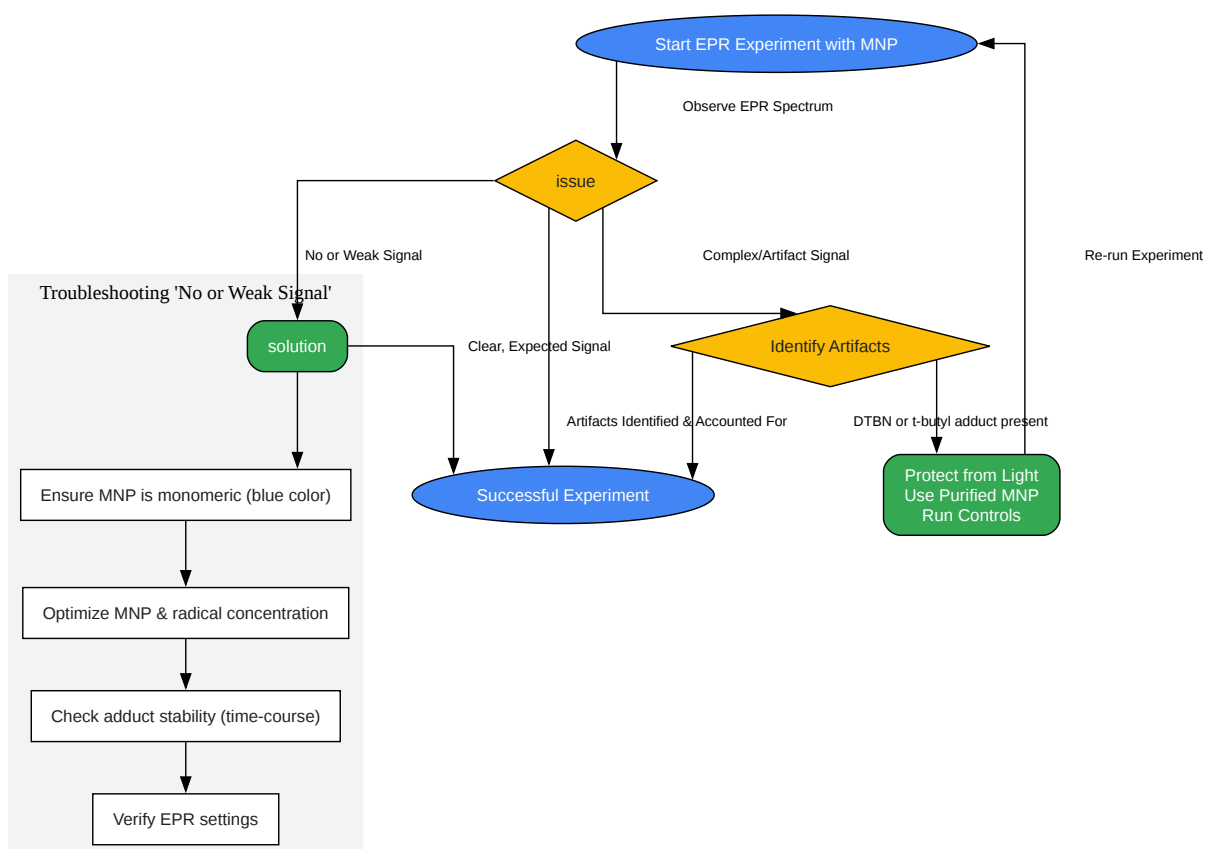 Start EPR Experiment with MNP
Observe EPR Spectrum
issue
No or Weak Signal
Complex/Artifact Signal
Re-run Experiment
Troubleshooting 'No or Weak Signal'
solution
Clear, Expected Signal
Identify Artifacts
Artifacts Identified & Accounted For
DTBN or t-butyl adduct present
Ensure MNP is monomeric (blue color)
Successful Experiment
Protect from Light
Use Purified MNP
Run Controls
Optimize MNP & radical concentration
Check adduct stability (time-course)
Verify EPR settings